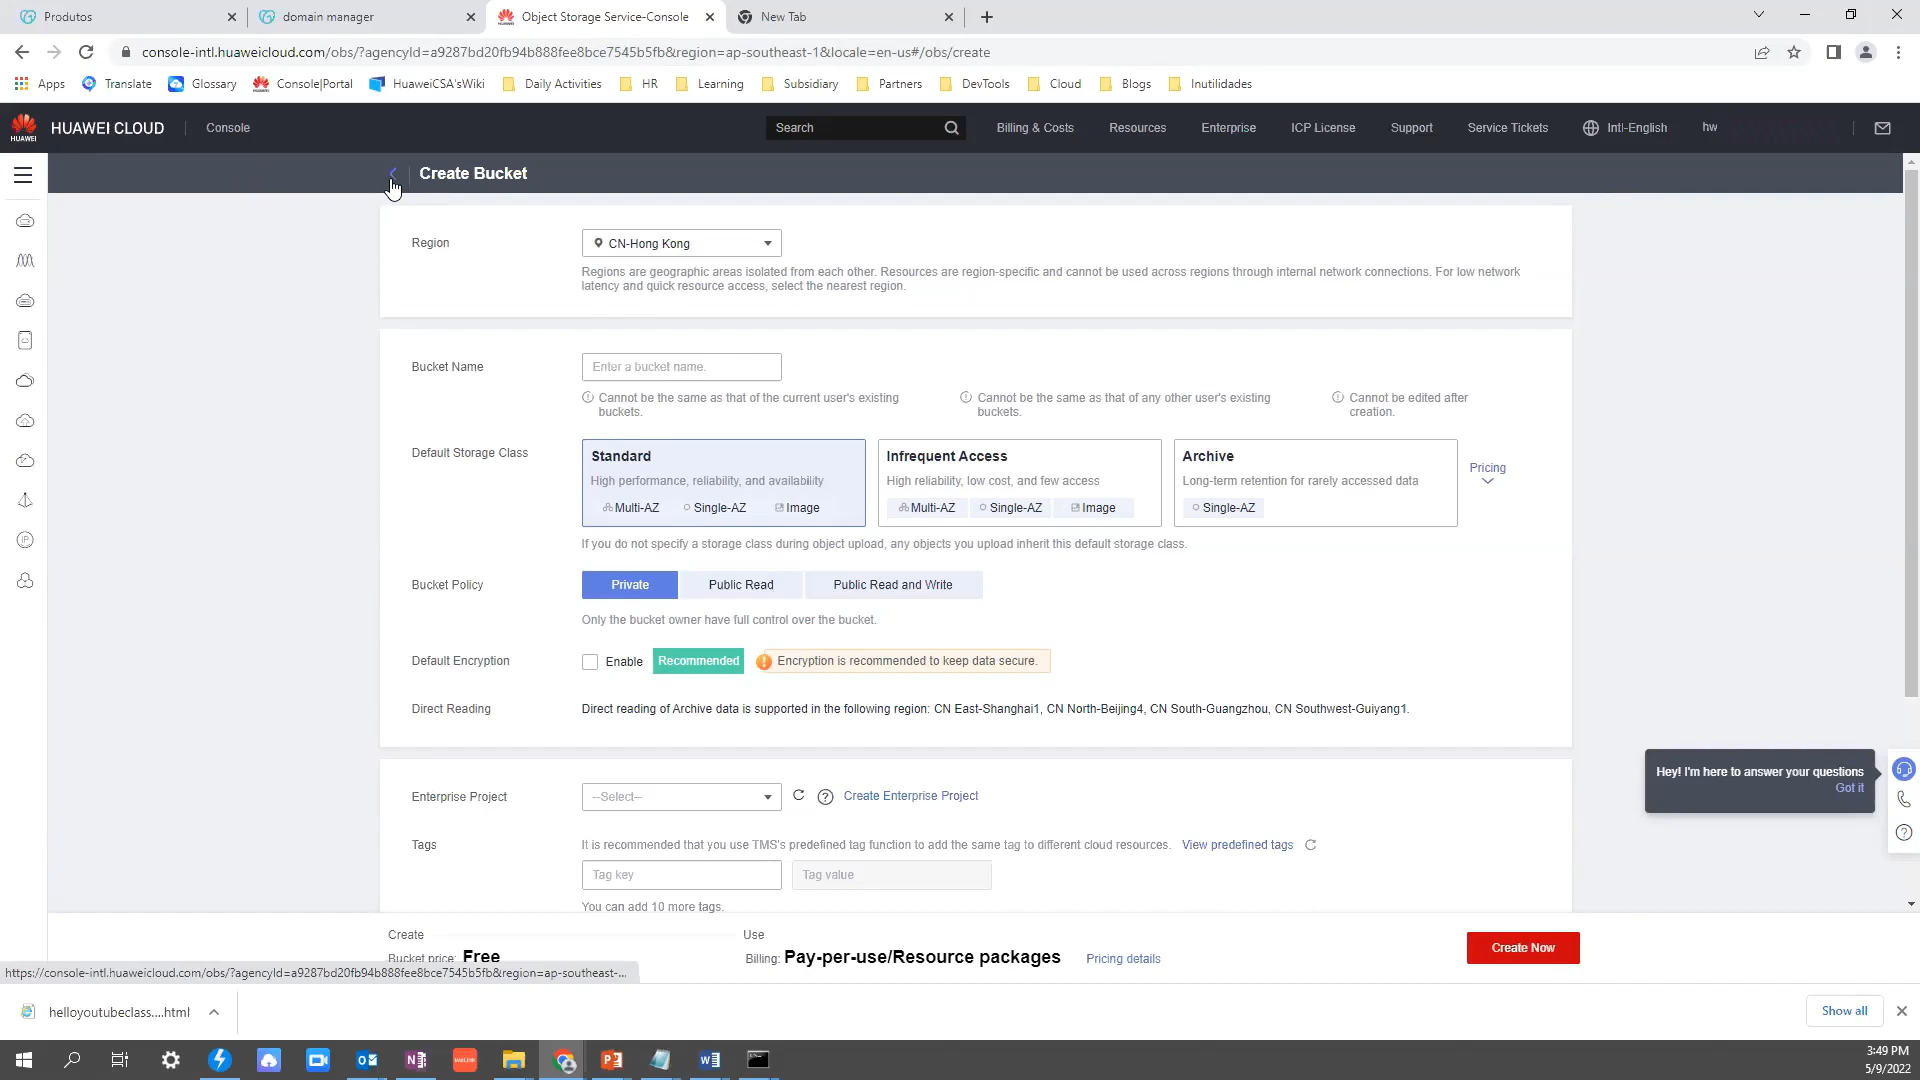 Produtos
domain manager
Object Storage Service-Console
New Tab
console-intl.huaweicloud.com/obs/?agencyId=a9287bd20fb94b888fee8bce7545b5fb&region=ap-southeast-1&locale=en-us#/obs/create
Apps
Translate
Glossary
Console|Portal
HuaweiCSA'sWiki
Daily Activities
HR
Learning
Subsidiary
Partners
DevTools
Cloud
Blogs
Inutilidades
HUAWEI
HUAWEI CLOUD
Console
Search
Billing & Costs
Resources
Enterprise
ICP License
Support
Service Tickets
Intl-English
hw
Create Bucket
Region
CN-Hong Kong
Regions are geographic areas isolated from each other. Resources are region-specific and cannot be used across regions through internal network connections. For low network
latency and quick resource access, select the nearest region.
Bucket Name
Enter a bucket name.
Cannot be the same as that of the current user's existing
buckets.
Cannot be the same as that of any other user's existing
buckets.
Cannot be edited after
creation.
Default Storage Class
Standard
High performance, reliability, and availability
Multi-AZ
Single-AZ
Image
Infrequent Access
High reliability, low cost, and few access
Multi-AZ
Single-AZ
Image
Archive
Long-term retention for rarely accessed data
Single-AZ
Pricing
If you do not specify a storage class during object upload, any objects you upload inherit this default storage class.
Bucket Policy
Private
Public Read
Public Read and Write
Only the bucket owner have full control over the bucket.
Default Encryption
Enable
Recommended
Encryption is recommended to keep data secure.
Direct Reading
Direct reading of Archive data is supported in the following region: CN East-Shanghai1, CN North-Beijing4, CN South-Guangzhou, CN Southwest-Guiyang1.
Hey! I'm here to answer your questions
Got it
Enterprise Project
--Select--
Create Enterprise Project
Tags
It is recommended that you use TMS's predefined tag function to add the same tag to different cloud resources.
View predefined tags
Tag key
Tag value
You can add 10 more tags.
Create
Bucket price: Free
Use
Billing: Pay-per-use/Resource packages
Pricing details
Create Now
https://console-intl.huaweicloud.com/obs/?agencyId=a9287bd20fb94b888fee8bce7545b5fb&region=ap-southeast-...
helloyoutubeclass....html
Show all
3:49 PM
5/9/2022